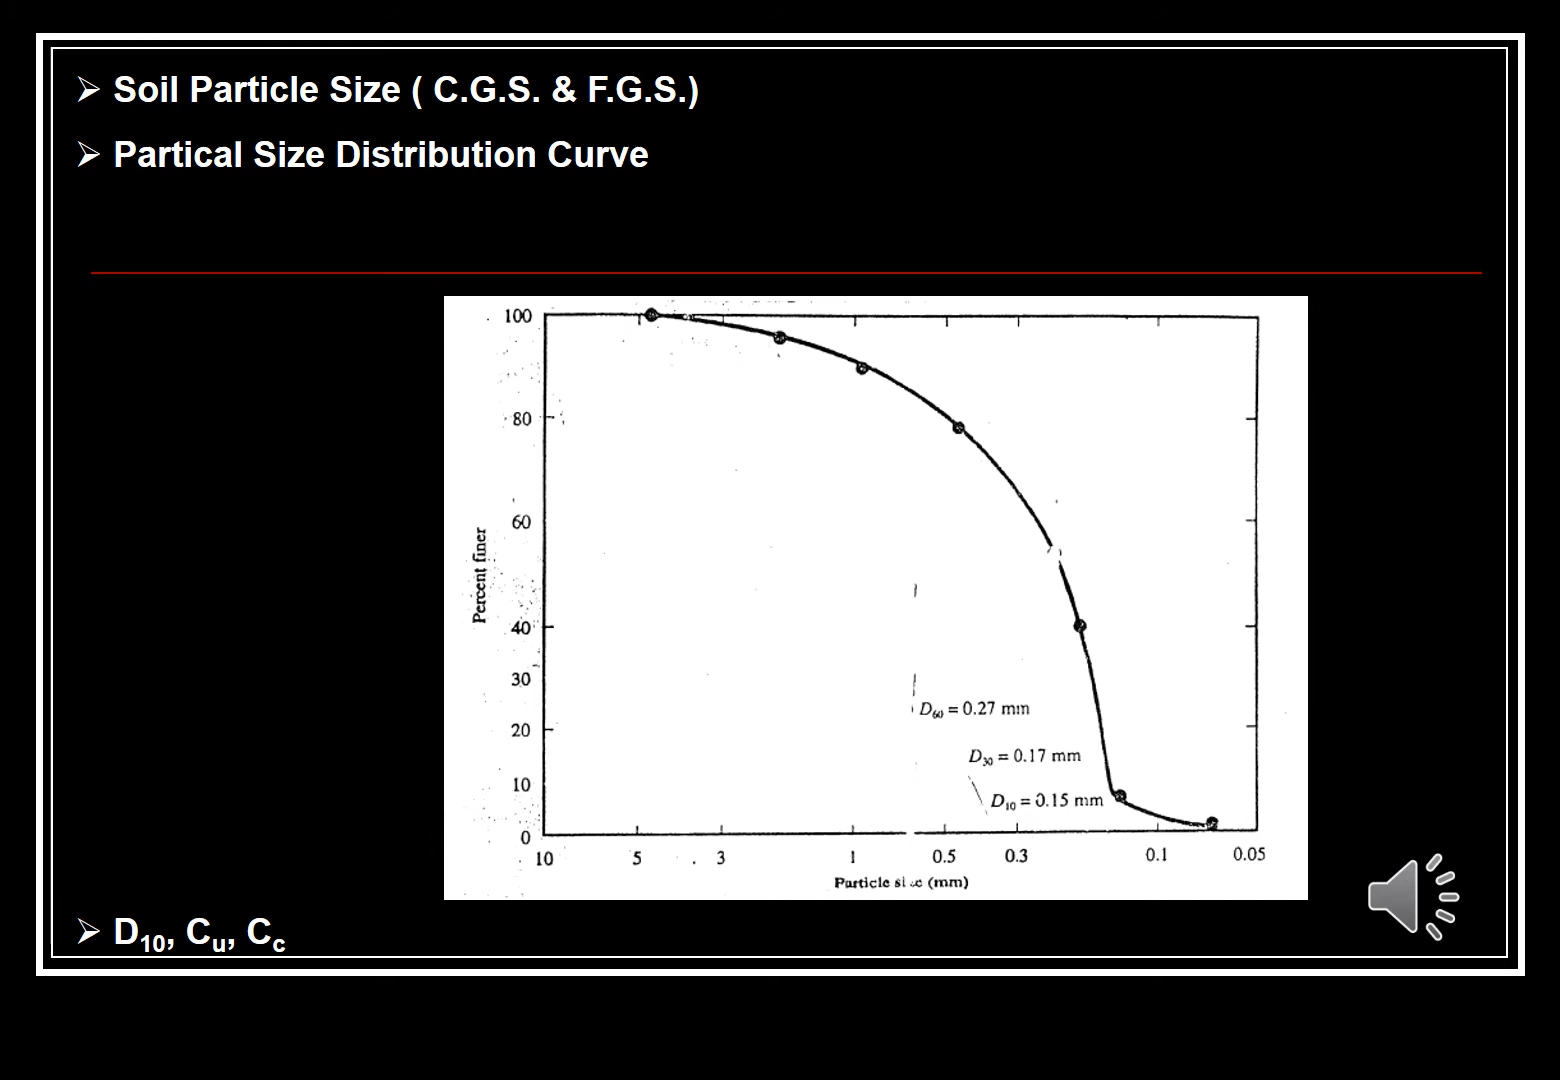 ➢ Soil Particle Size ( C.G.S. & F.G.S.)
➢ Partical Size Distribution Curve
100
80
60
Percent finer
40
30
20
10
0
D60 = 0.27 mm
D30 = 0.17 mm
D10 = 0.15 mm
10 5 3 1 0.5 0.3 0.1 0.05
Particle (mm)
➢ D10, Cu, Cc